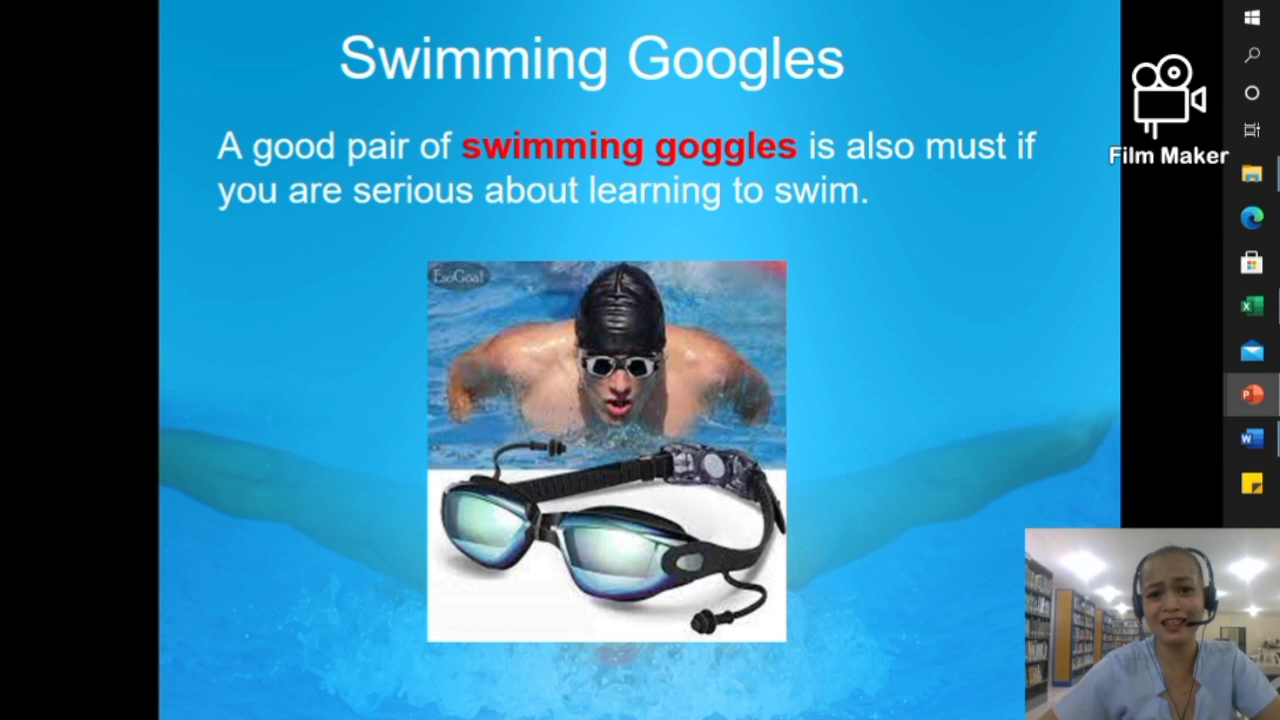 Swimming Googles
A good pair of swimming goggles is also must if
you are serious about learning to swim.
Film Maker
EsoGoal